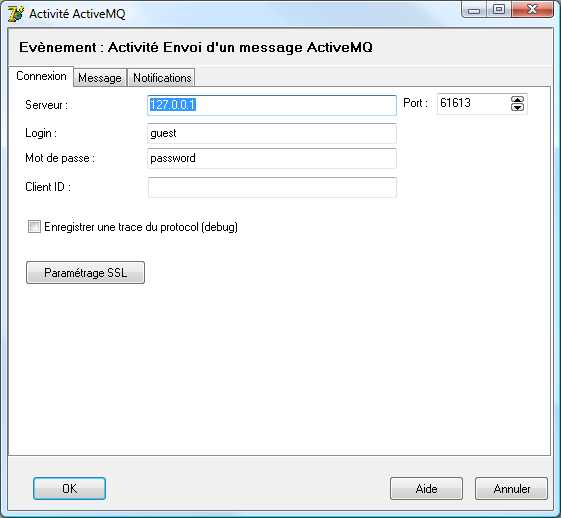 Activité ActiveMQ
Evènement : Activité Envoi d'un message ActiveMQ
Connexion Message Notifications
Serveur : 127.0.0.1 Port : 61613
Login : guest
Mot de passe : password
Client ID :
Enregistrer une trace du protocol (debug)
Paramétrage SSL
OK Aide Annuler